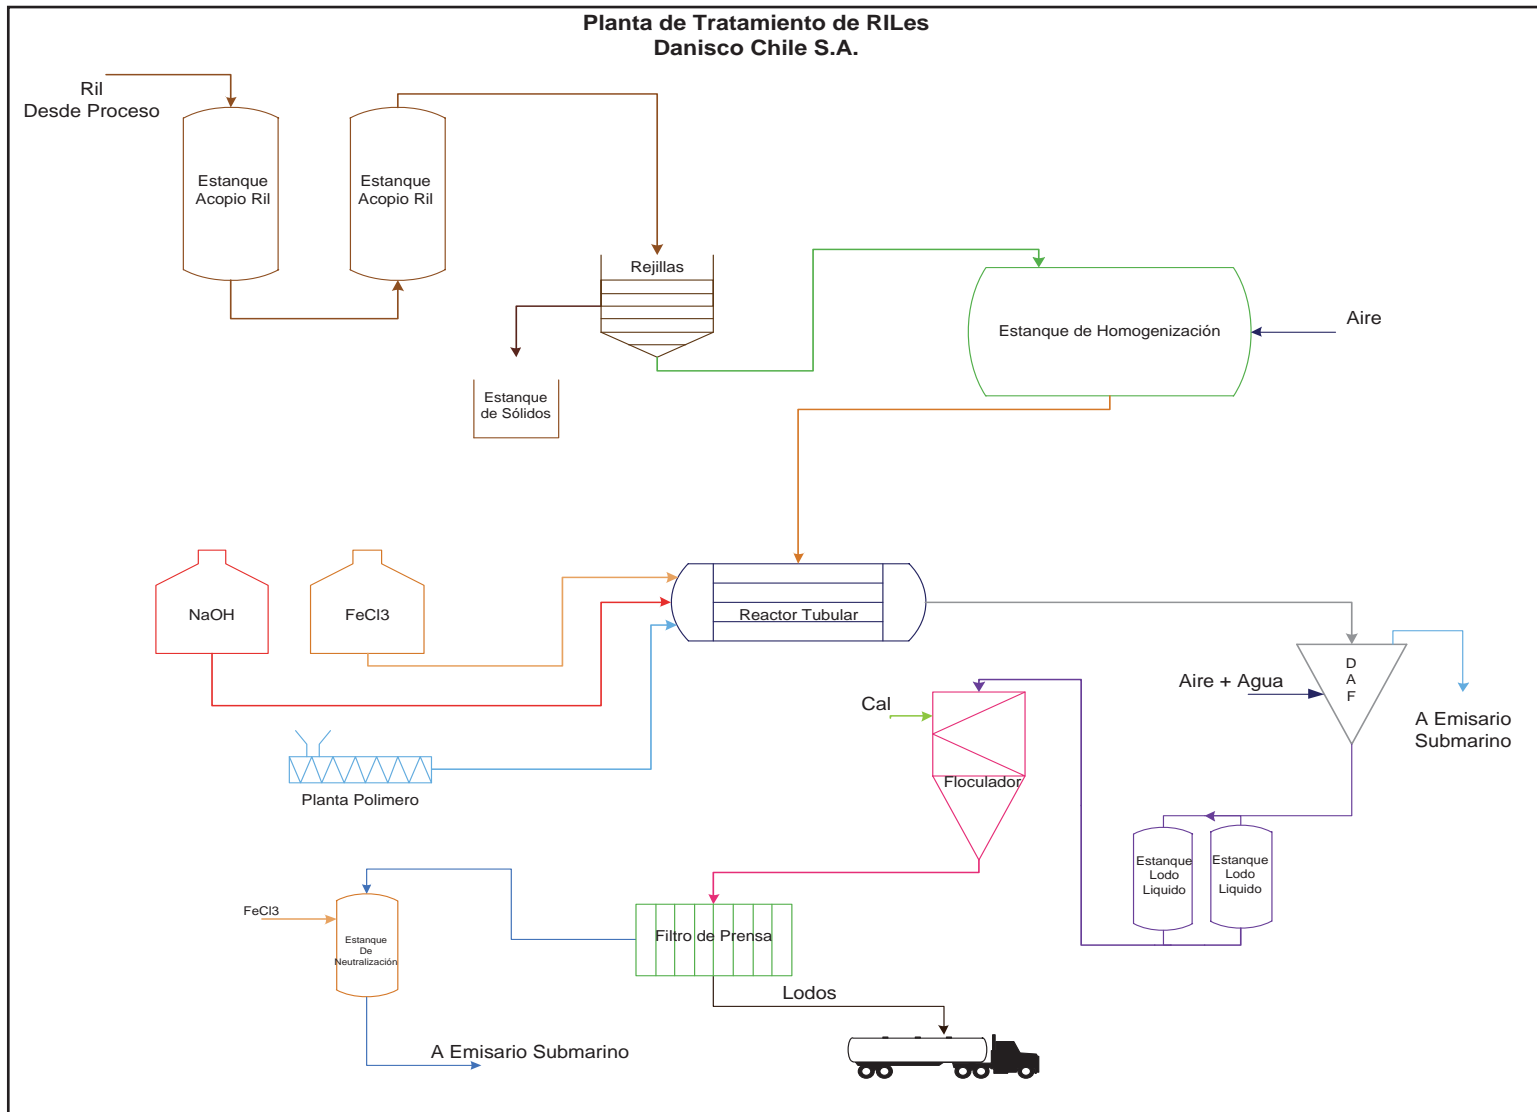 Planta de Tratamiento de RILes
Danisco Chile S.A.
Ril
Desde Proceso
Estanque
Acopio Ril
Estanque
Acopio Ril
Rejillas
Estanque
de Sólidos
Estanque de Homogenización
Aire
NaOH
FeCl3
Reactor Tubular
Planta Polimero
Cal
Floculador
Aire + Agua
D
A
F
A Emisario
Submarino
Estanque
Lodo
Liquido
Estanque
Lodo
Liquido
FeCl3
Estanque
De
Neutralización
Filtro de Prensa
Lodos
A Emisario Submarino